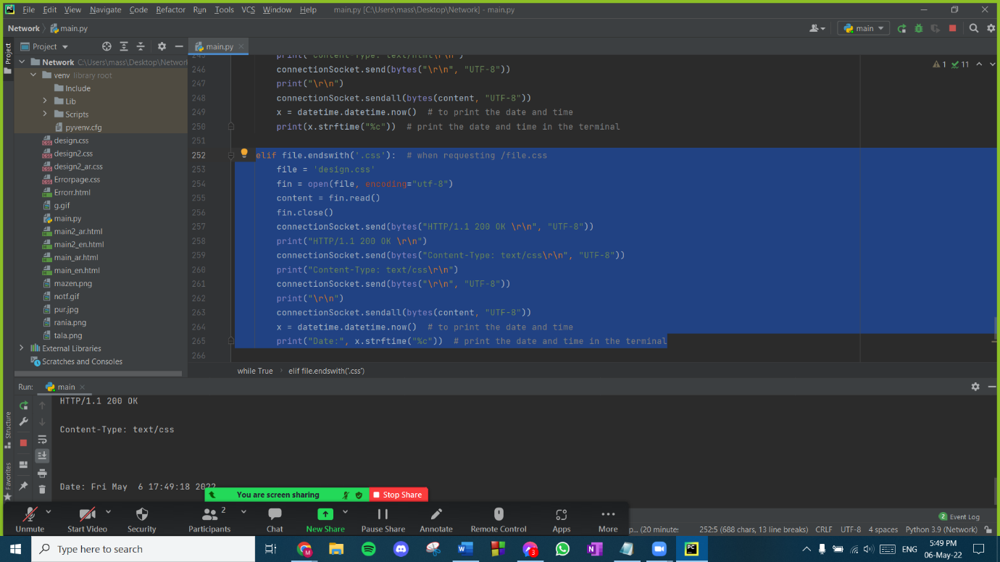 File Edit View Navigate Code Refactor Run Tools VCS Window Help main.py [C:\Users\mass\Desktop\Network] - main.py
Network main.py main
Project main.py
Project
Network C:\Users\mass\Desktop\Network
venv library root
Include
Lib
Scripts
pyvenv.cfg
design.css
design2.css
design2_ar.css
Errorpage.css
Errorr.html
g.gif
main.py
main2_ar.html
main2_en.html
main_ar.html
main_en.html
mazen.png
notf.gif
pur.jpg
rania.png
tala.png
External Libraries
Scratches and Consoles
1 11
245 print("Content-Type: text/html\r\n")
246 connectionSocket.send(bytes("\r\n", "UTF-8"))
247 print("\r\n")
248 connectionSocket.sendall(bytes(content, "UTF-8"))
249 x = datetime.datetime.now() # to print the date and time
250 print(x.strftime("%c")) # print the date and time in the terminal
251
252 elif file.endswith('.css'): # when requesting /file.css
253 file = 'design.css'
254 fin = open(file, encoding="utf-8")
255 content = fin.read()
256 fin.close()
257 connectionSocket.send(bytes("HTTP/1.1 200 OK \r\n", "UTF-8"))
258 print("HTTP/1.1 200 OK \r\n")
259 connectionSocket.send(bytes("Content-Type: text/css\r\n", "UTF-8"))
260 print("Content-Type: text/css\r\n")
261 connectionSocket.send(bytes("\r\n", "UTF-8"))
262 print("\r\n")
263 connectionSocket.sendall(bytes(content, "UTF-8"))
264 x = datetime.datetime.now() # to print the date and time
265 print("Date:", x.strftime("%c")) # print the date and time in the terminal
266
while True elif file.endswith('.css')
Run: main
HTTP/1.1 200 OK
Content-Type: text/css
Date: Fri May 6 17:49:18 2022
Structure
Favorites
You are screen sharing Stop Share
2
Unmute Start Video Security Participants Chat New Share Pause Share Annotate Remote Control Apps More
2 Event Log
p... (20 minute: 252:5 (688 chars, 13 line breaks) CRLF UTF-8 4 spaces Python 3.9 (Network)
Type here to search
3
ENG
5:49 PM
06-May-22